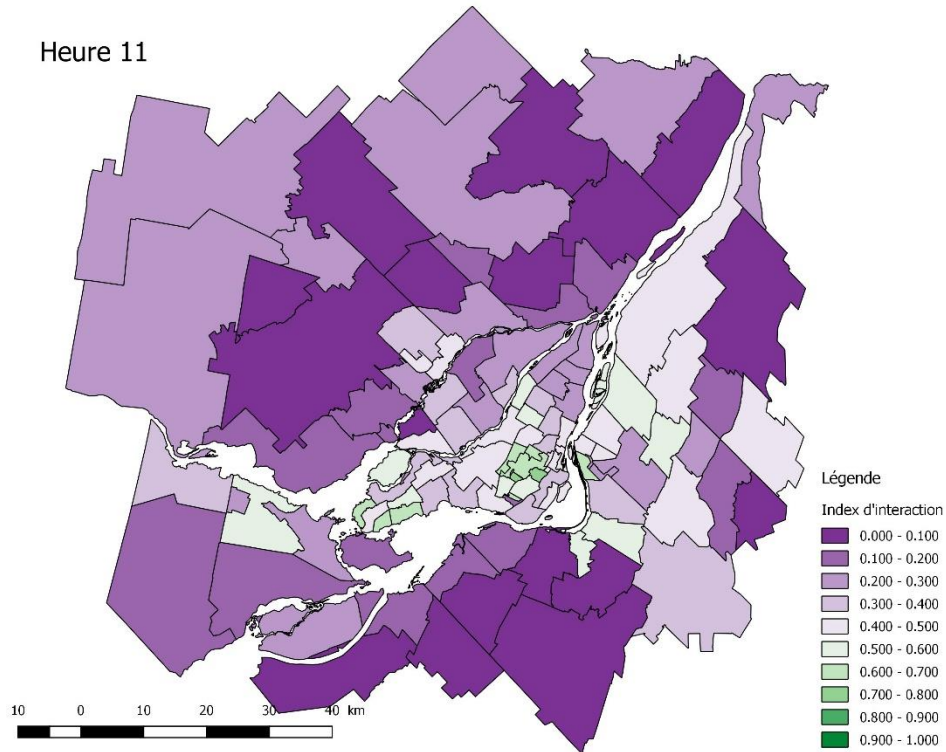 Heure 11
Légende
Index d'interaction
0.000 - 0.100
0.100 - 0.200
0.200 - 0.300
0.300 - 0.400
0.400 - 0.500
0.500 - 0.600
0.600 - 0.700
0.700 - 0.800
0.800 - 0.900
0.900 - 1.000
10 0 10 20 30 40 km